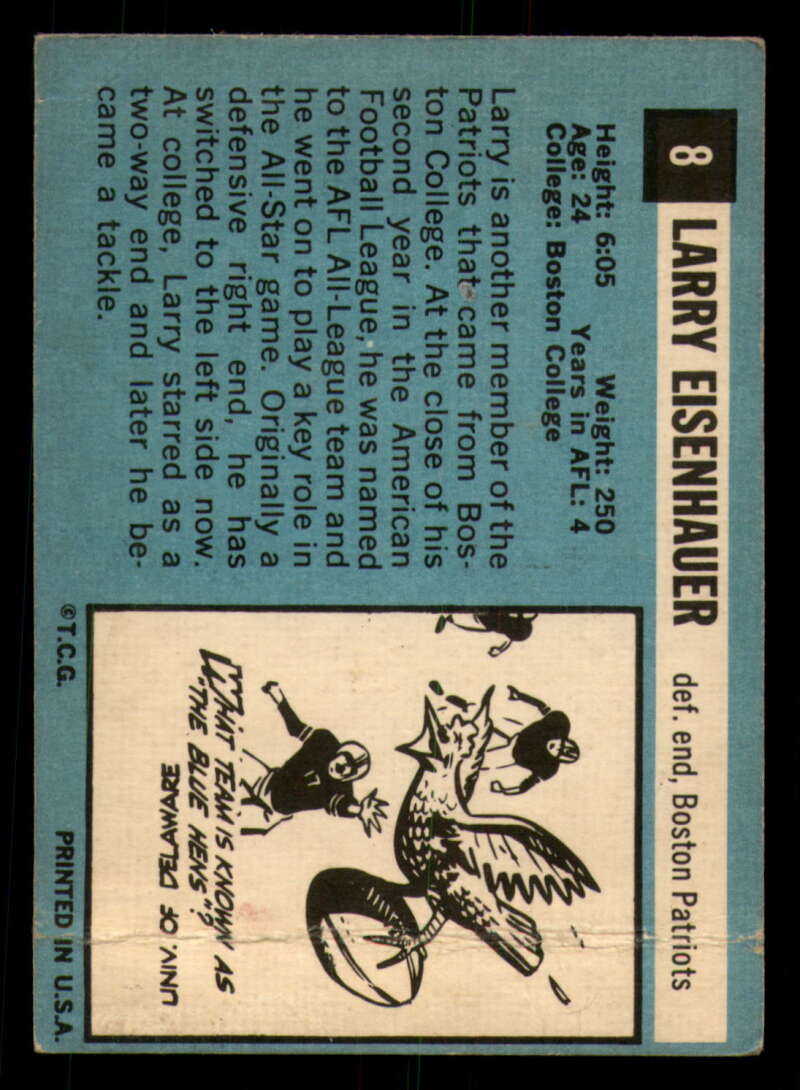 8 LARRY EISENHAUER def. end, Boston Patriots
Height: 6:05 Weight: 250
Age: 24 Years in AFL: 4
College: Boston College
Larry is another member of the
Patriots that came from Bos-
ton College. At the close of his
second year in the American
Football League, he was named
to the AFL All-League team and
he went on to play a key role in
the All-Star game. Originally a
defensive right end, he has
switched to the left side now.
At college, Larry starred as a
two-way end and later he be-
came a tackle.
WHAT TEAM IS KNOWN AS
"THE BLUE HENS"?
UNIV. OF DELAWARE
©T.C.G. PRINTED IN U.S.A.